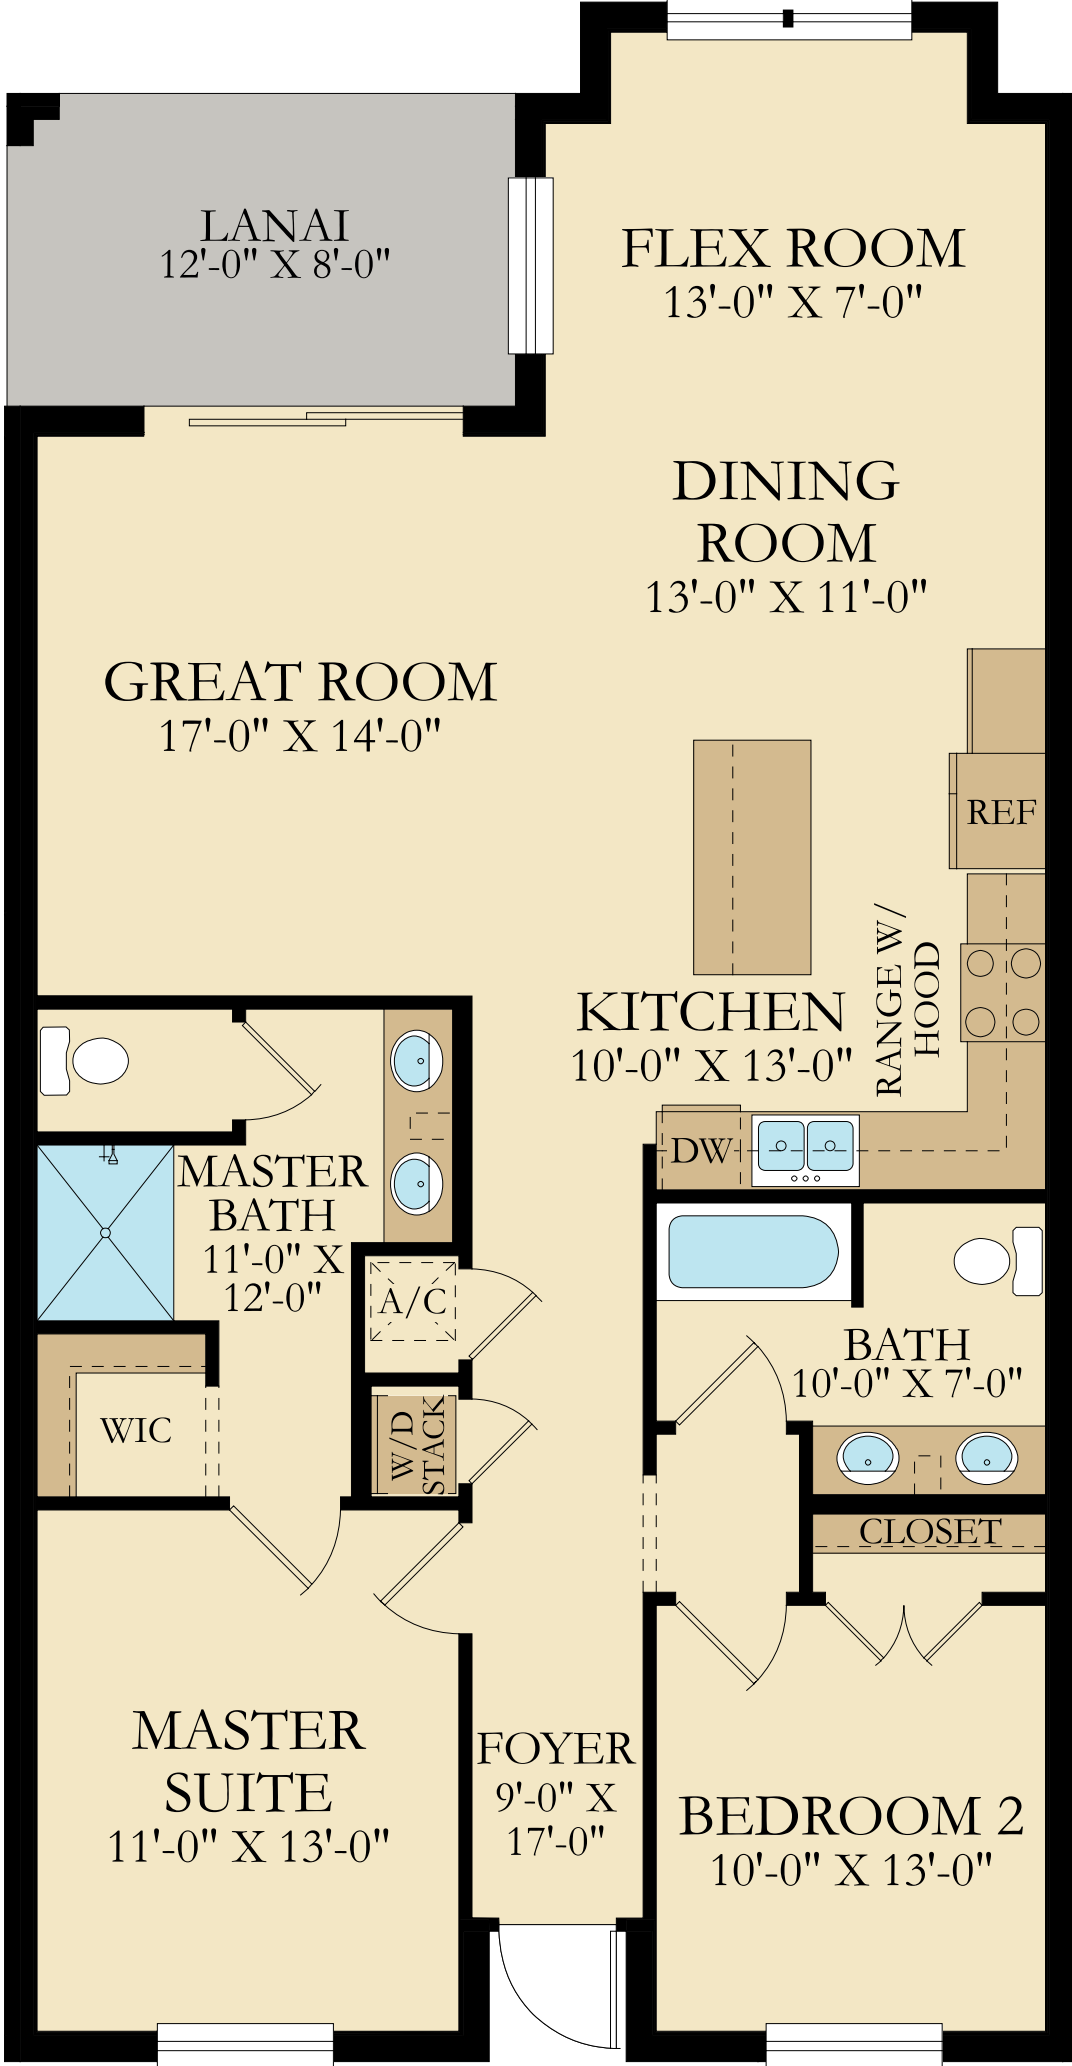 LANAI
12'-0" X 8'-0"
FLEX ROOM
13'-0" X 7'-0"
DINING
ROOM
13'-0" X 11'-0"
GREAT ROOM
17'-0" X 14'-0"
REF
RANGE W/
HOOD
KITCHEN
10'-0" X 13'-0"
DW
MASTER
BATH
11'-0" X
12'-0"
A/C
BATH
10'-0" X 7'-0"
WIC
W/D
STACK
CLOSET
MASTER
SUITE
11'-0" X 13'-0"
FOYER
9'-0" X
17'-0"
BEDROOM 2
10'-0" X 13'-0"